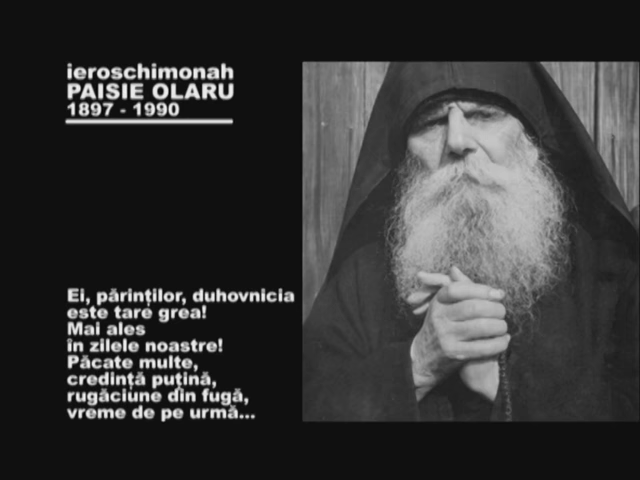 ieroschimonah
PAISIE OLARU
1897 - 1990
Ei, părinților, duhovnicia
este tare grea!
Mai ales
în zilele noastre!
Păcate multe,
credință puțină,
rugăciune din fugă,
vreme de pe urmă...